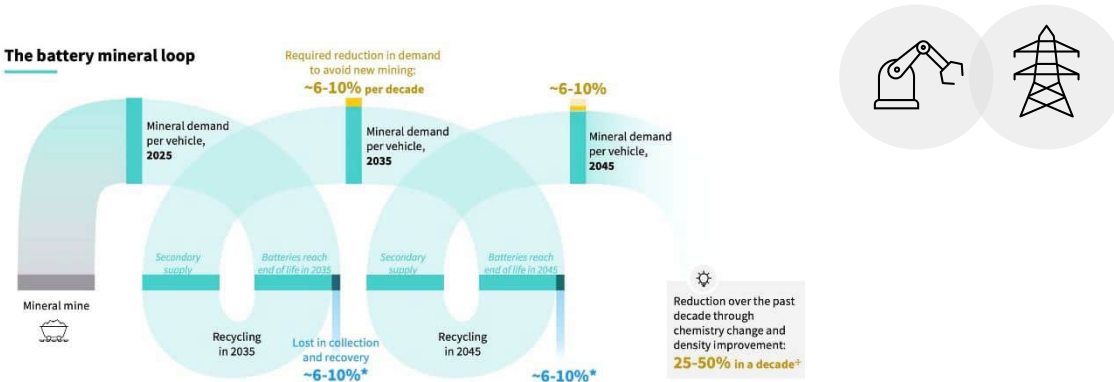 The battery mineral loop
Required reduction in demand
to avoid new mining:
~6-10% per decade
~6-10%
Mineral demand
per vehicle,
2025
Mineral demand
per vehicle,
2035
Mineral demand
per vehicle,
2045
Secondary
supply
Batteries reach
end of life in 2035
Secondary
supply
Batteries reach
end of life in 2045
Mineral mine
Recycling
in 2035
Lost in collection
and recovery
~6-10%*
Recycling
in 2045
~6-10%*
Reduction over the past
decade through
chemistry change and
density improvement:
25-50% in a decade+